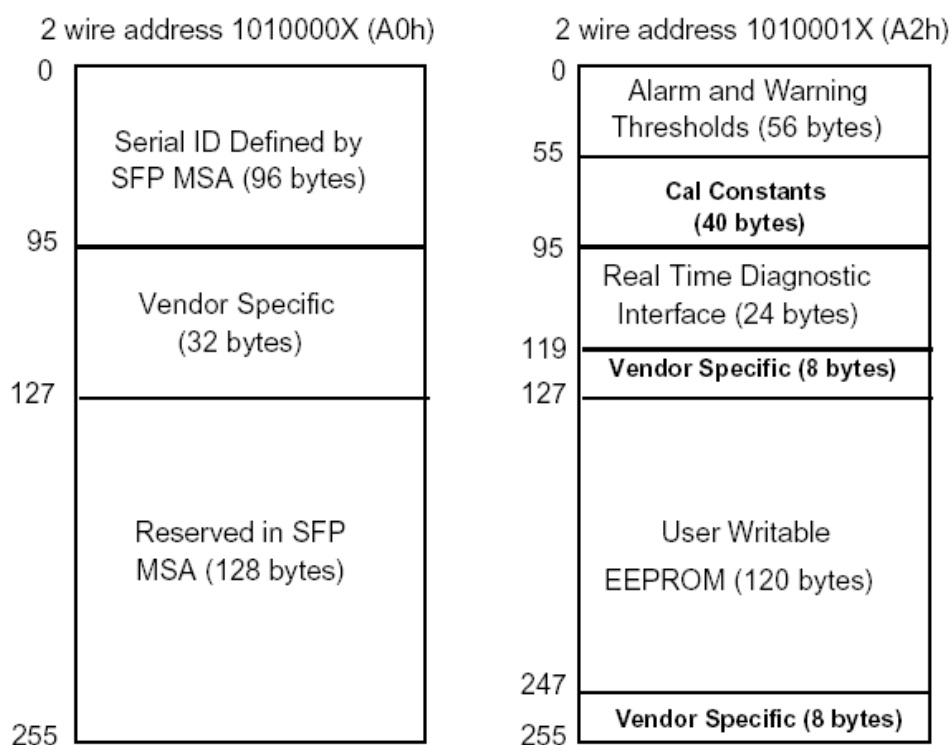 2 wire address 1010000X (A0h)
0
Serial ID Defined by
SFP MSA (96 bytes)
95
Vendor Specific
(32 bytes)
127
Reserved in SFP
MSA (128 bytes)
255
2 wire address 1010001X (A2h)
0
Alarm and Warning
Thresholds (56 bytes)
55
Cal Constants
(40 bytes)
95
Real Time Diagnostic
Interface (24 bytes)
119
Vendor Specific (8 bytes)
127
User Writable
EEPROM (120 bytes)
247
Vendor Specific (8 bytes)
255